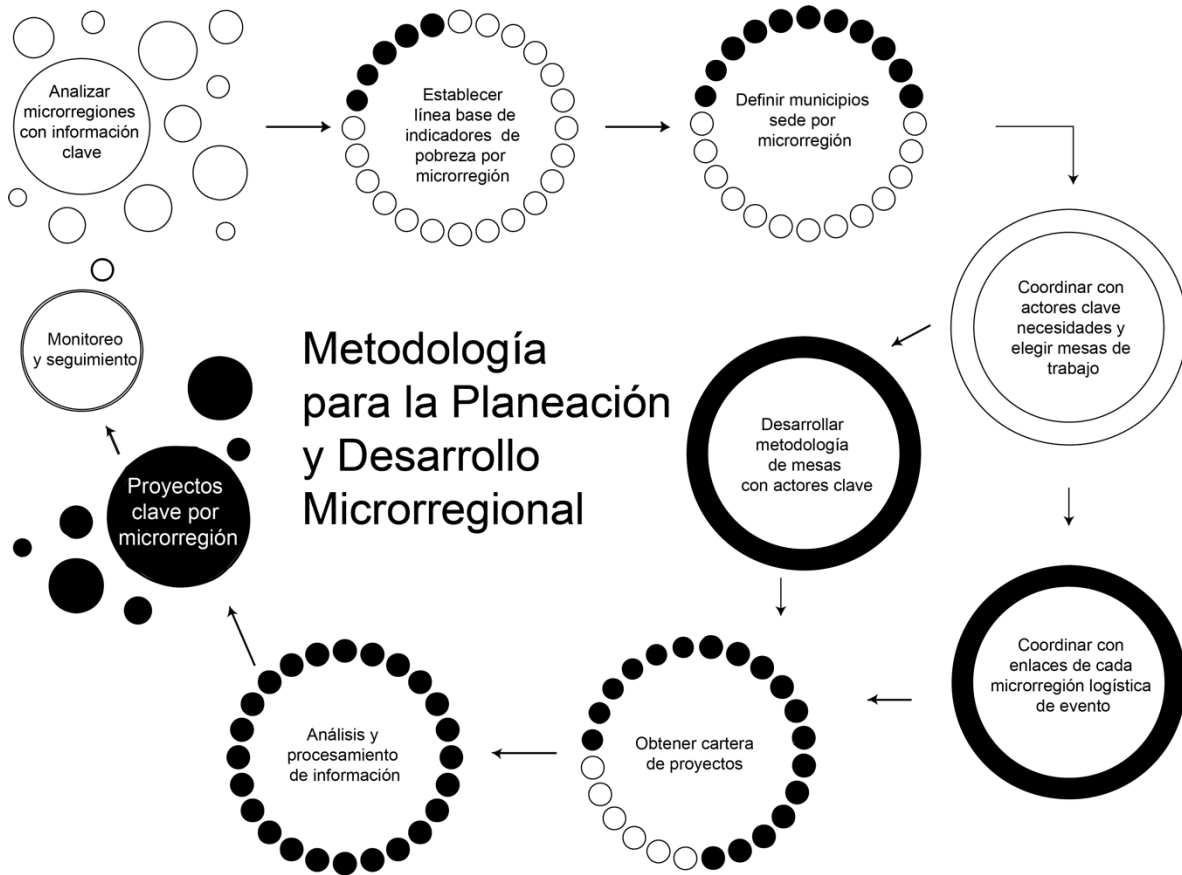 Analizar
microrregiones
con información
clave
Establecer
línea base de
indicadores de
pobreza por
microrregión
Definir municipios
sede por
microrregión
Coordinar con
actores clave
necesidades y
elegir mesas de
trabajo
Desarrollar
metodología
de mesas
con actores clave
Coordinar con
enlaces de cada
microrregión logística
de evento
Obtener cartera
de proyectos
Análisis y
procesamiento
de información
Proyectos
clave por
microrregión
Monitoreo
y seguimiento
Metodología
para la Planeación
y Desarrollo
Microrregional